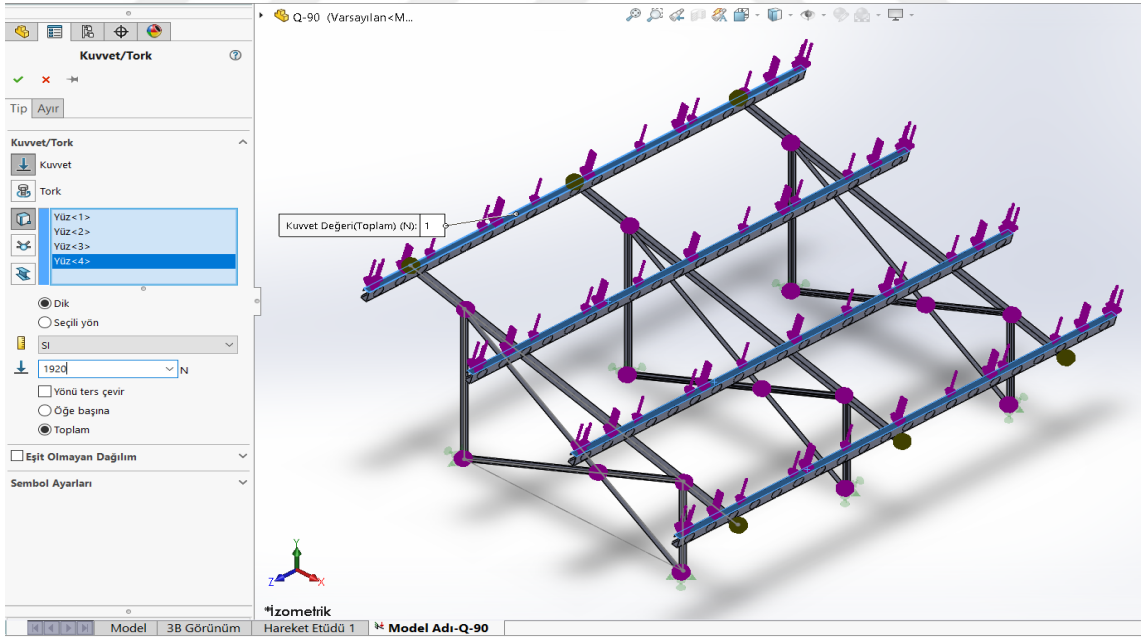 Q-90 (Varsayılan<M...
Kuvvet/Tork
Tip
Ayır
Kuvvet/Tork
Kuvvet
Tork
Yüz<1>
Yüz<2>
Yüz<3>
Yüz<4>
Dik
Seçili yön
SI
1920 N
Yönü ters çevir
Öğe başına
Toplam
Eşit Olmayan Dağılım
Sembol Ayarları
Kuvvet Değeri(Toplam) (N): 1
Y
Z
X
*İzometrik
Model
3B Görünüm
Hareket Etüdü 1
Model Adı-Q-90